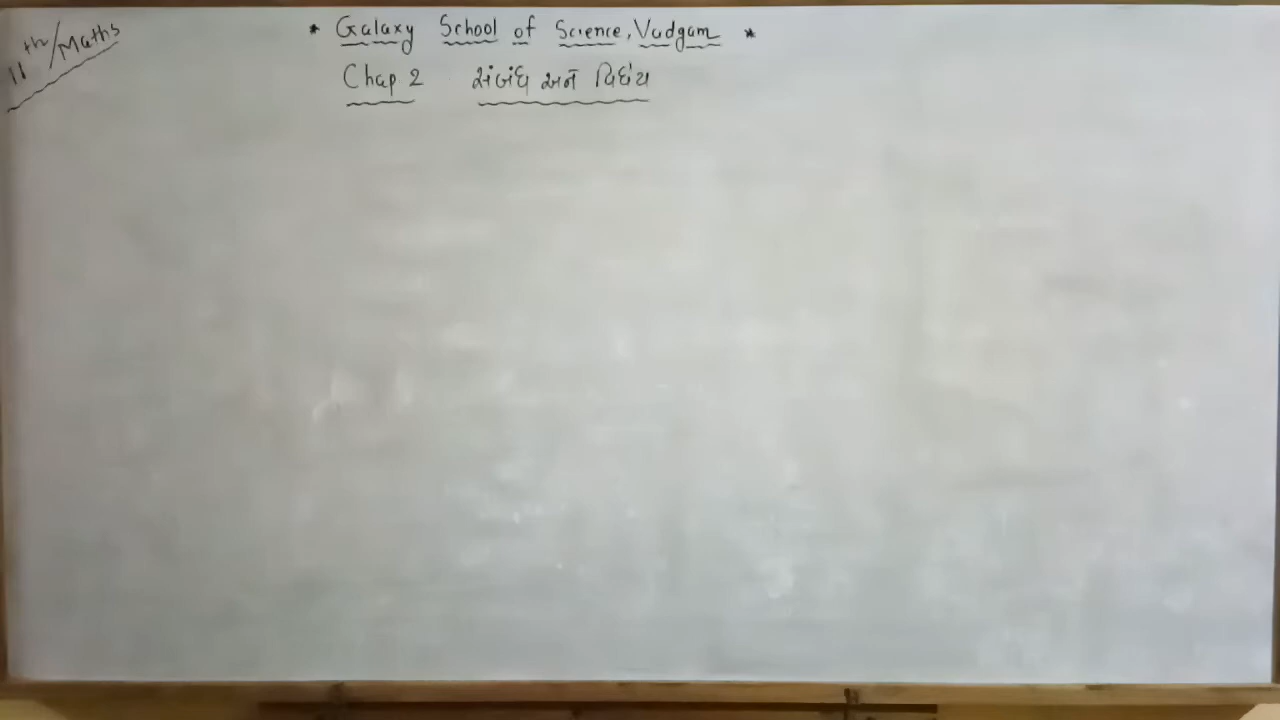 11th/Maths
* Galaxy School of Science, Vadgam *
Chap 2 સંબંધ અને વિધેય